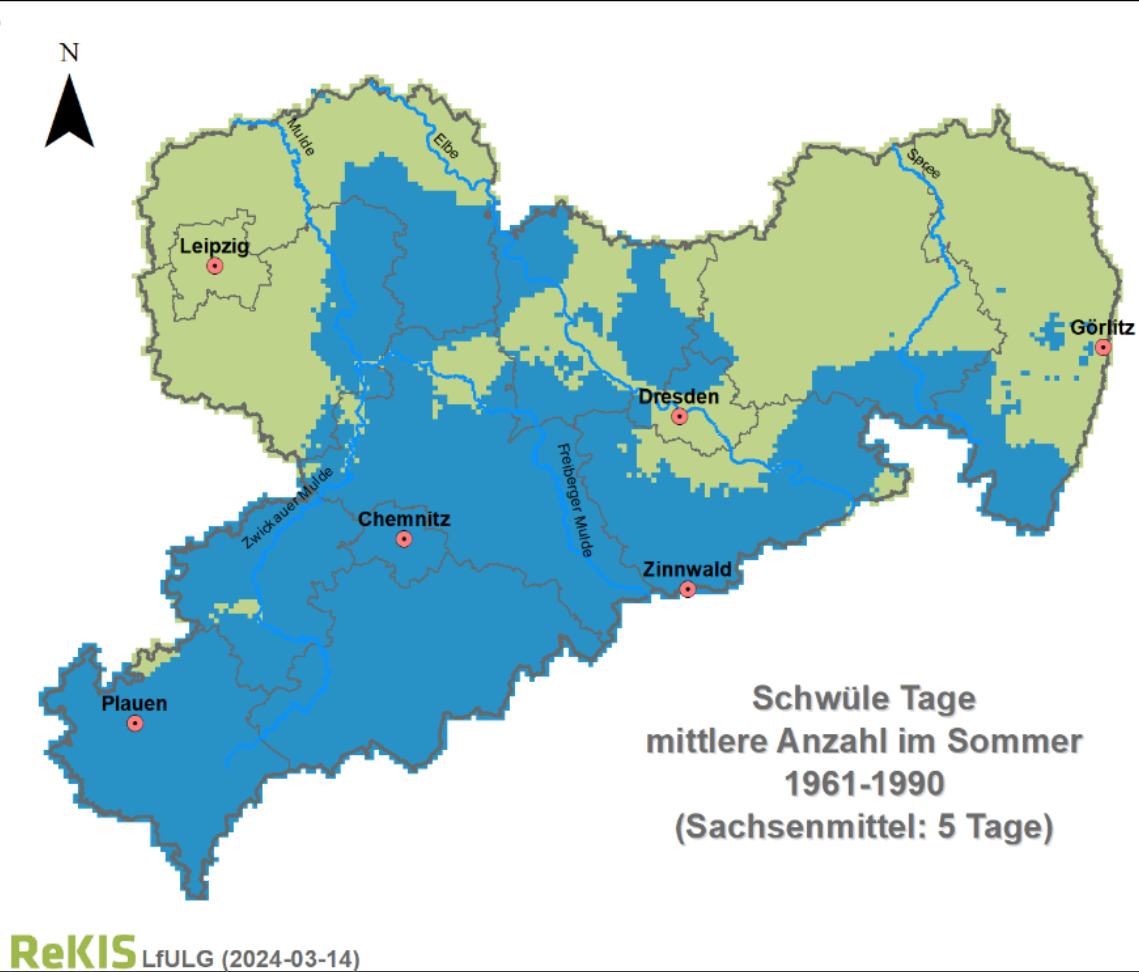 N
Mulde
Elbe
Spree
Leipzig
Görlitz
Dresden
Freiberger Mulde
Zwickauer Mulde
Chemnitz
Zinnwald
Plauen
Schwüle Tage
mittlere Anzahl im Sommer
1961-1990
(Sachsenmittel: 5 Tage)
ReKIS LfULG (2024-03-14)